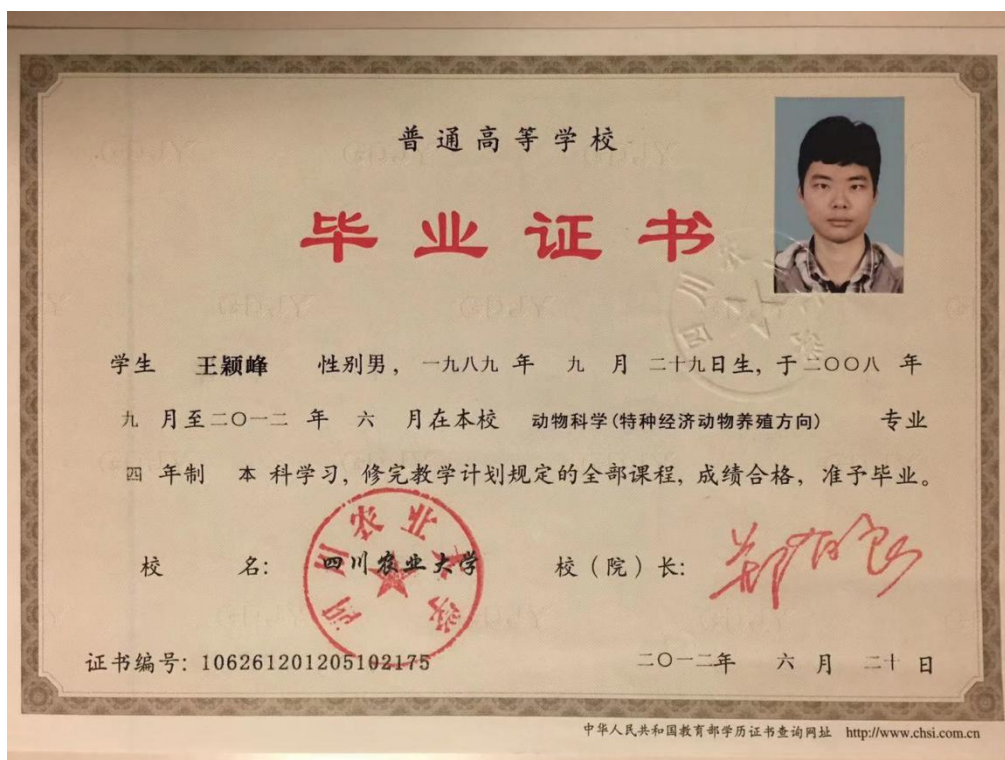 普通高等学校
毕业证书
学生 王颖峰 性别男，一九八九 年 九 月 二十九日生，于二〇〇八 年
九 月至二〇一二 年 六 月在本校 动物科学(特种经济动物养殖方向) 专业
四 年制 本 科学习，修完教学计划规定的全部课程，成绩合格，准予毕业。
校 名： 四川农业大学 校（院）长：
四川农业大学
证书编号：106261201205102175 二〇一二年 六 月 二十 日
中华人民共和国教育部学历证书查询网址 http://www.chsi.com.cn